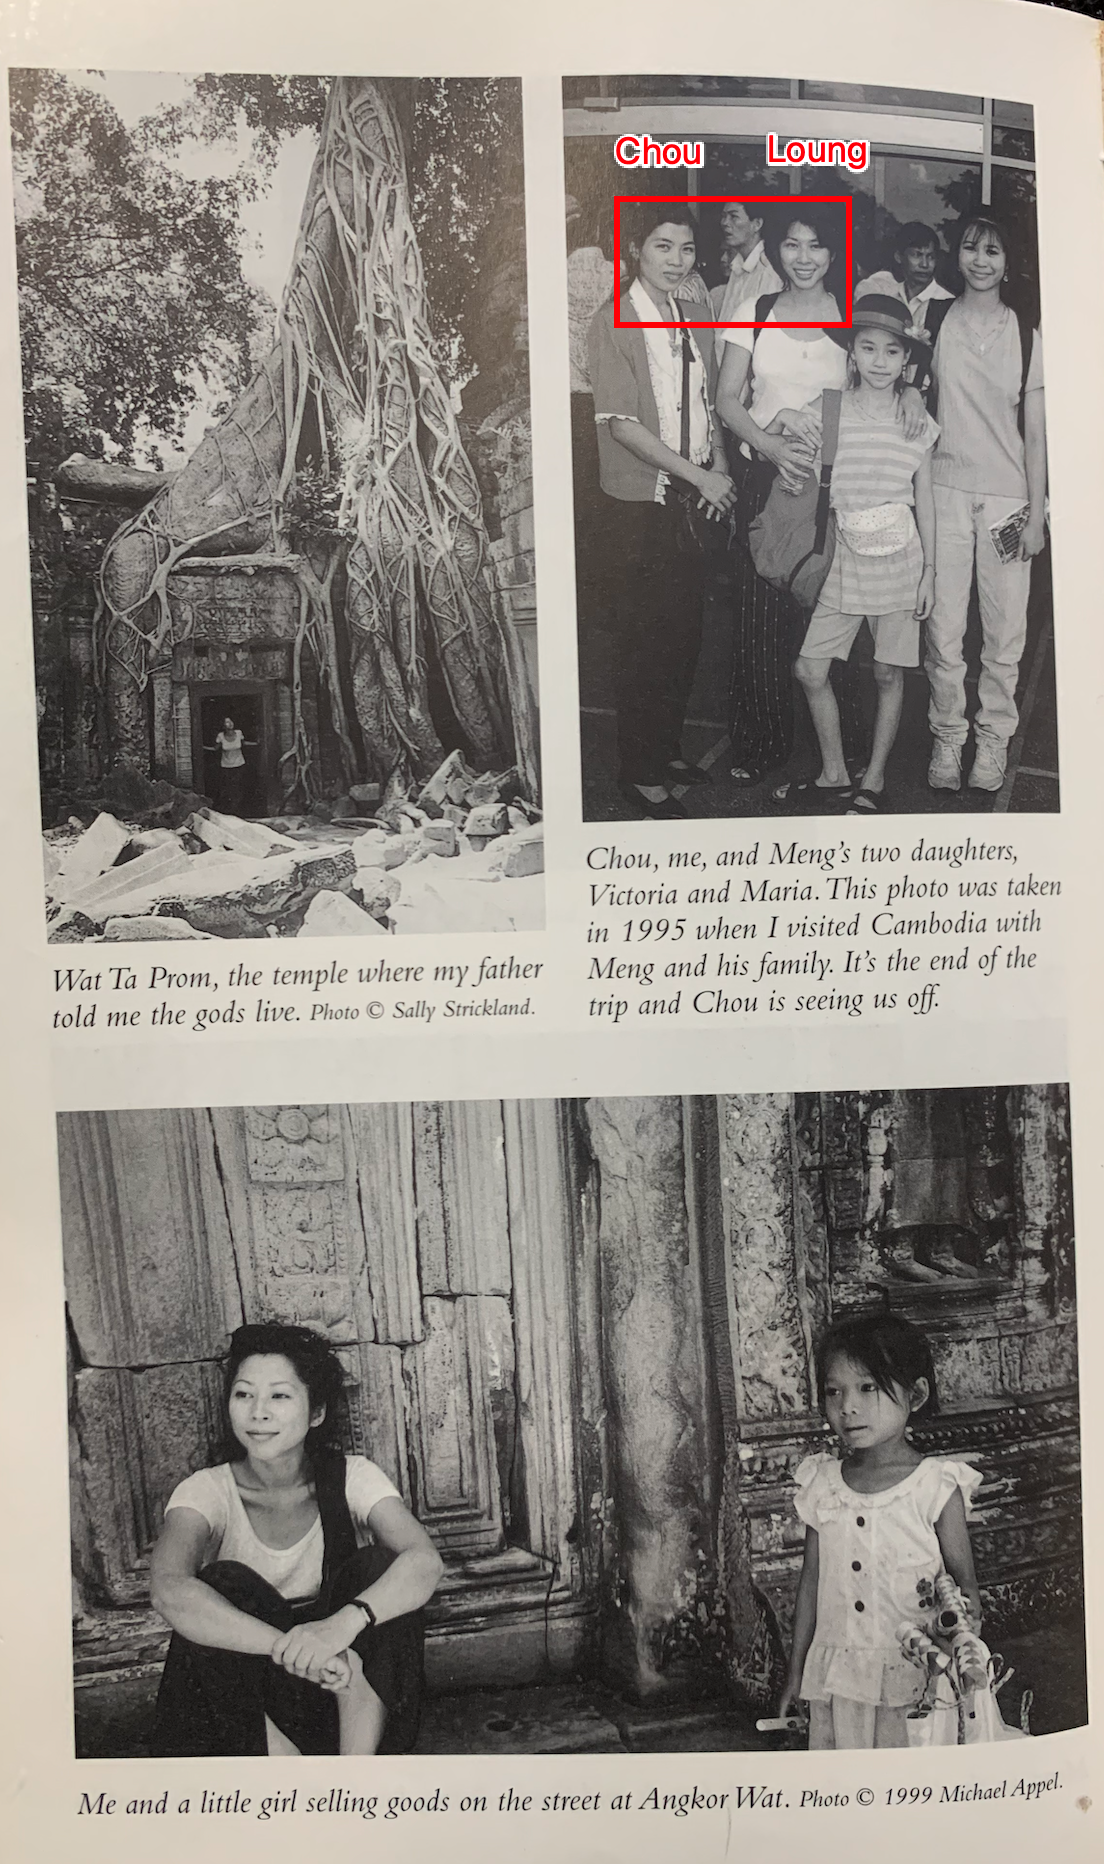 Chou
Loung
Wat Ta Prom, the temple where my father
told me the gods live. Photo © Sally Strickland.
Chou, me, and Meng's two daughters,
Victoria and Maria. This photo was taken
in 1995 when I visited Cambodia with
Meng and his family. It's the end of the
trip and Chou is seeing us off.
Me and a little girl selling goods on the street at Angkor Wat. Photo © 1999 Michael Appel.